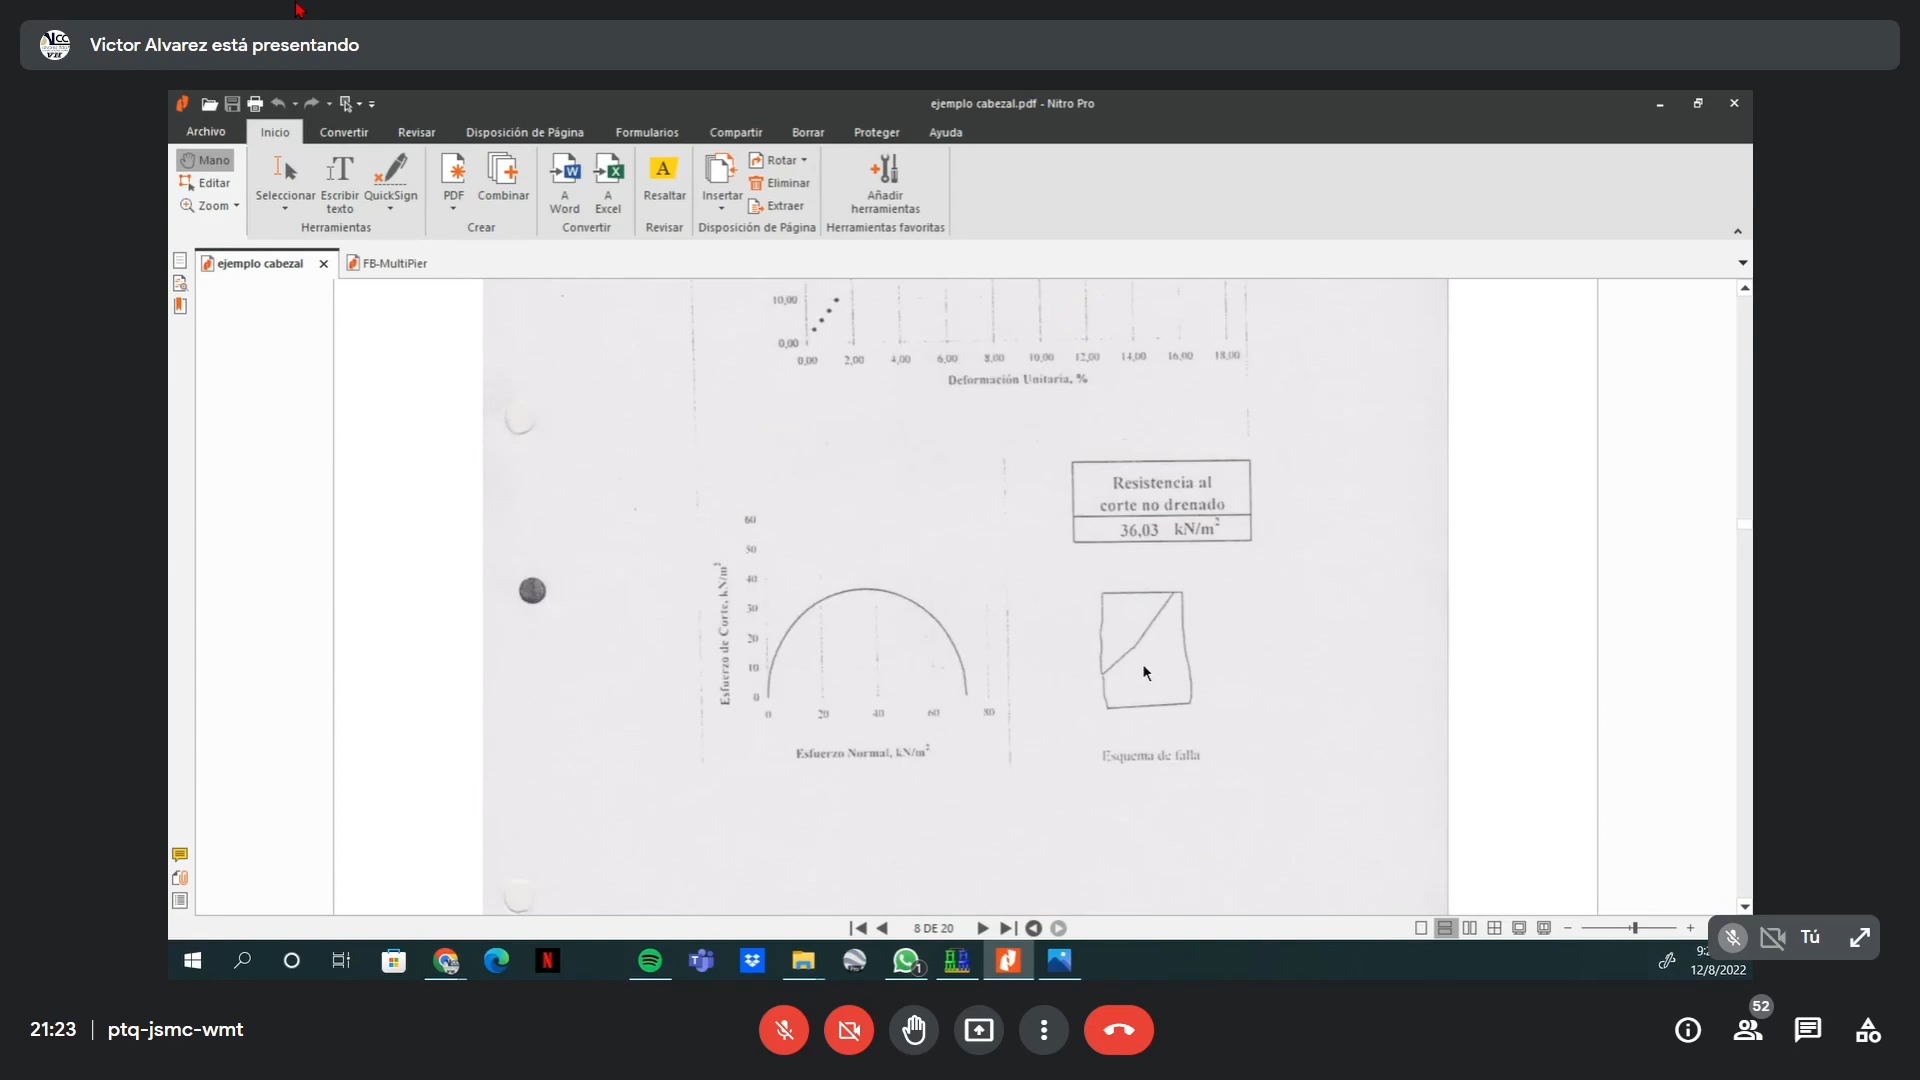 Victor Alvarez está presentando
ejemplo cabezal.pdf - Nitro Pro
Archivo Inicio Convertir Revisar Disposición de Página Formularios Compartir Borrar Proteger Ayuda
Mano
Editar
Zoom
Seleccionar
Escribir texto
QuickSign
Herramientas
PDF
Combinar
Crear
A Word
A Excel
Convertir
Resaltar
Revisar
Insertar
Rotar
Eliminar
Extraer
Disposición de Página
Añadir herramientas
Herramientas favoritas
ejemplo cabezal
FB-MultiPier
10,00
0,00
0,00 2,00 4,00 6,00 8,00 10,00 12,00 14,00 16,00 18,00
Deformación Unitaria, %
Resistencia al
corte no drenado
36,03 kN/m²
60
50
40
30
20
10
0
Esfuerzo de Corte, kN/m²
0 20 40 60 80
Esfuerzo Normal, kN/m²
Esquema de falla
8 DE 20
Tú
12/8/2022
1
21:23 | ptq-jsmc-wmt
52